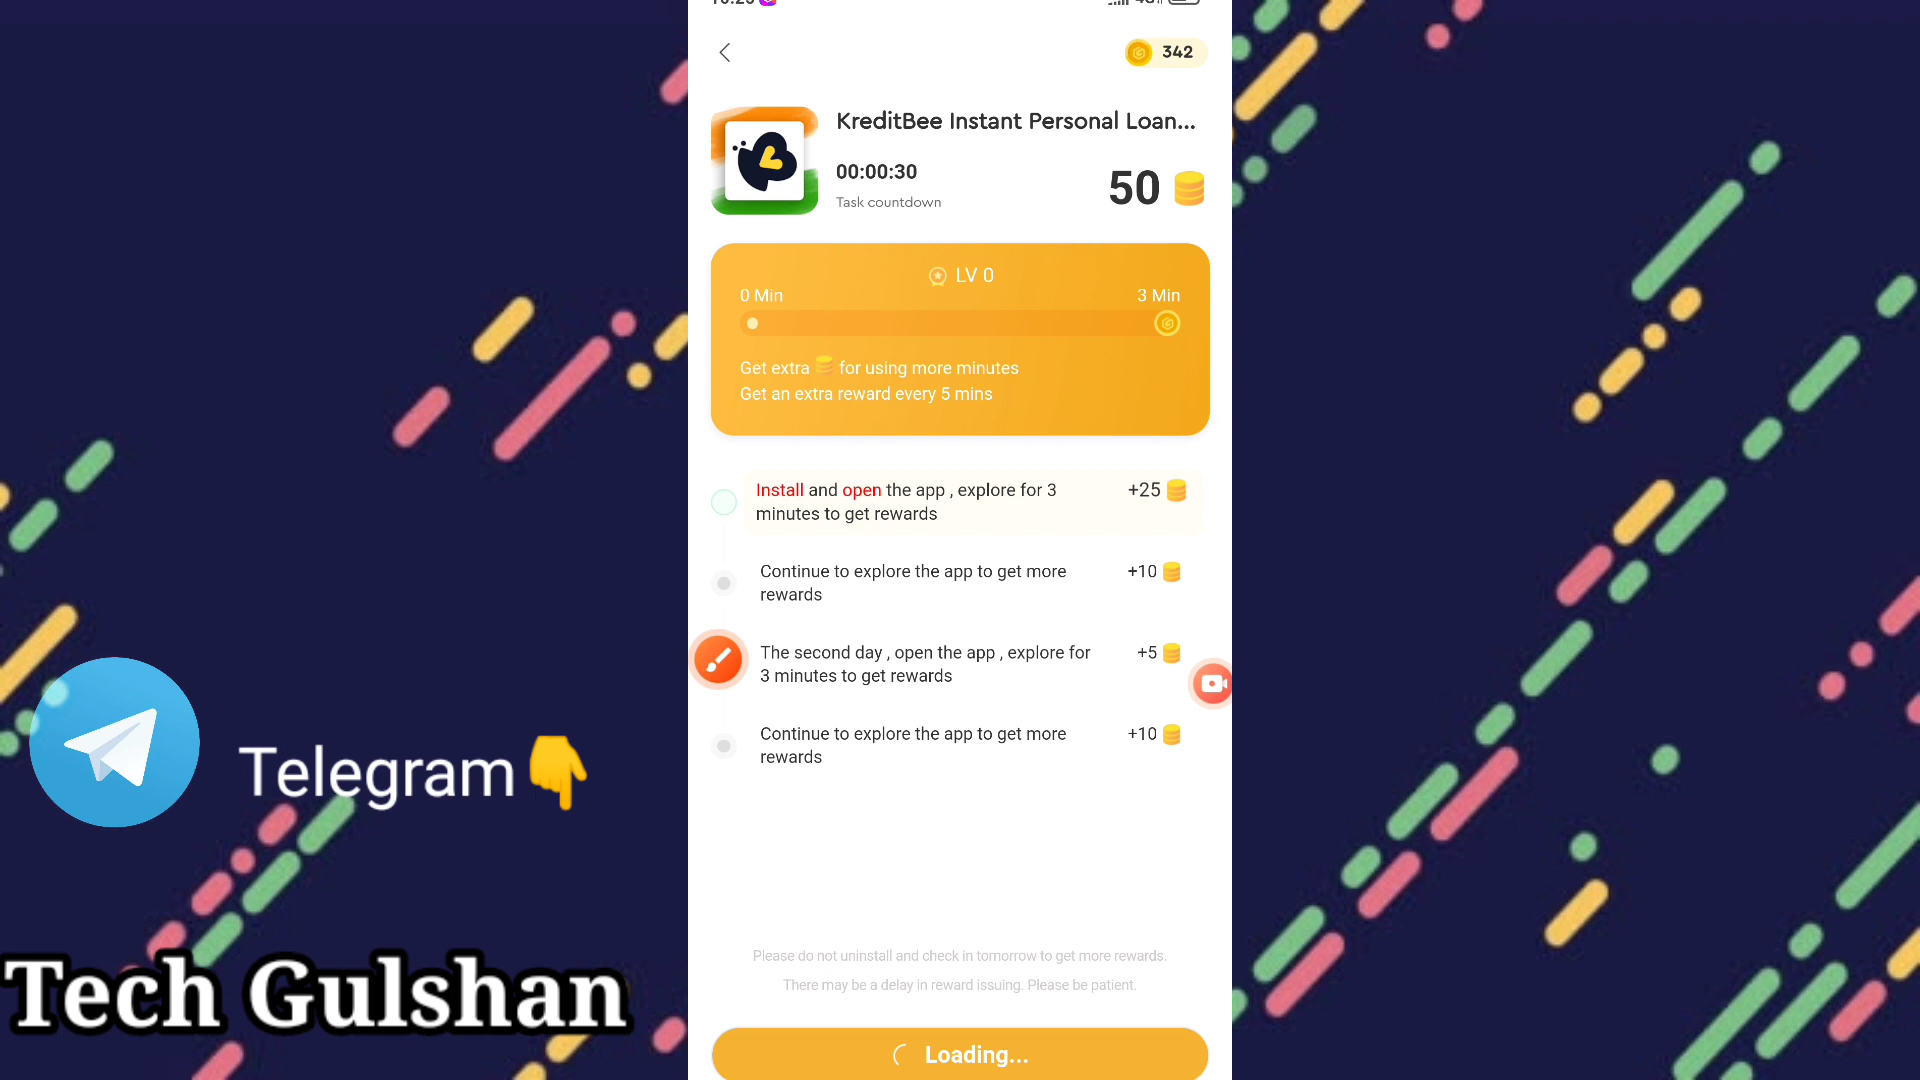 342
KreditBee Instant Personal Loan...
00:00:30
Task countdown
50
LV 0
0 Min
3 Min
Get extra for using more minutes
Get an extra reward every 5 mins
Install and open the app , explore for 3
minutes to get rewards
+25
Continue to explore the app to get more
rewards
+10
The second day , open the app , explore for
3 minutes to get rewards
+5
Continue to explore the app to get more
rewards
+10
Please do not uninstall and check in tomorrow to get more rewards.
There may be a delay in reward issuing. Please be patient.
Loading...
Telegram👇
Tech Gulshan